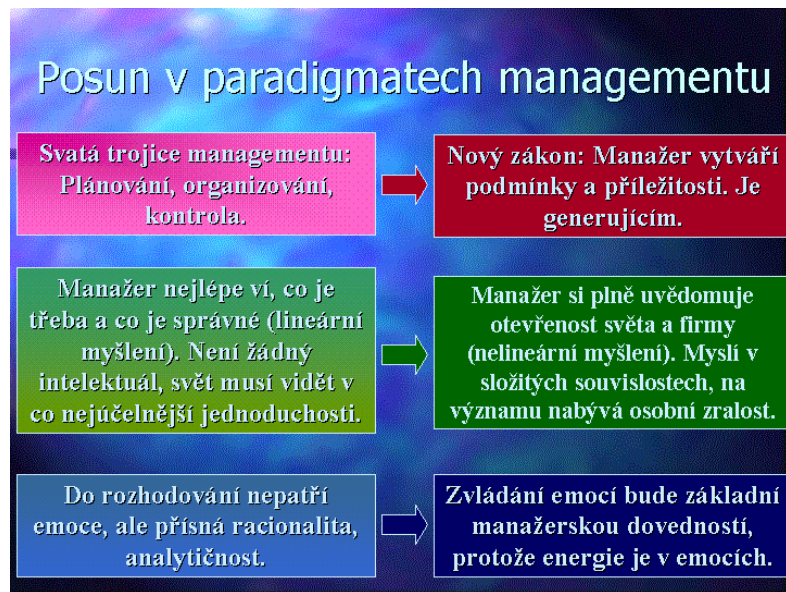 Posun v paradigmatech managementu
Svatá trojice managementu:
Plánování, organizování,
kontrola.
Nový zákon: Manažer vytváří
podmínky a příležitosti. Je
generujícím.
Manažer nejlépe ví, co je
třeba a co je správné (lineární
myšlení). Není žádný
intelektuál, svět musí vidět v
co nejúčelnější jednoduchosti.
Manažer si plně uvědomuje
otevřenost světa a firmy
(nelineární myšlení). Myslí v
složitých souvislostech, na
významu nabývá osobní zralost.
Do rozhodování nepatří
emoce, ale přísná racionalita,
analytičnost.
Zvládání emocí bude základní
manažerskou dovedností,
protože energie je v emocích.